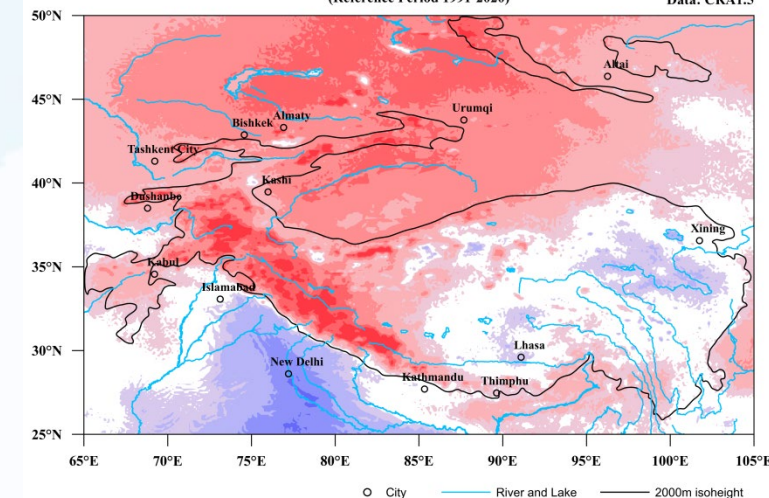 (Reference Period 1991-2020)
Data: CRA1.5
50°N
Altai
45°N
Urumqi
Bishkek
Almaty
Tashkent City
40°N
Kashi
Dushanbe
Xining
35°N
Kabul
Islamabad
30°N
Lhasa
New Delhi
Kathmandu
Thimphu
25°N
65°E
70°E
75°E
80°E
85°E
90°E
95°E
100°E
105°E
City
River and Lake
2000m isoheight